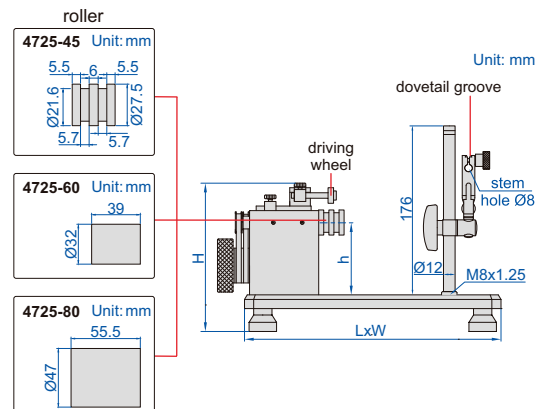 roller
4725-45 Unit: mm
5.5 6 5.5
Ø21.6
Ø27.5
5.7
5.7
4725-60 Unit: mm
39
Ø32
4725-80 Unit: mm
55.5
Ø47
Unit: mm
dovetail groove
driving
wheel
stem
hole Ø8
176
H
h
Ø12
M8x1.25
LxW